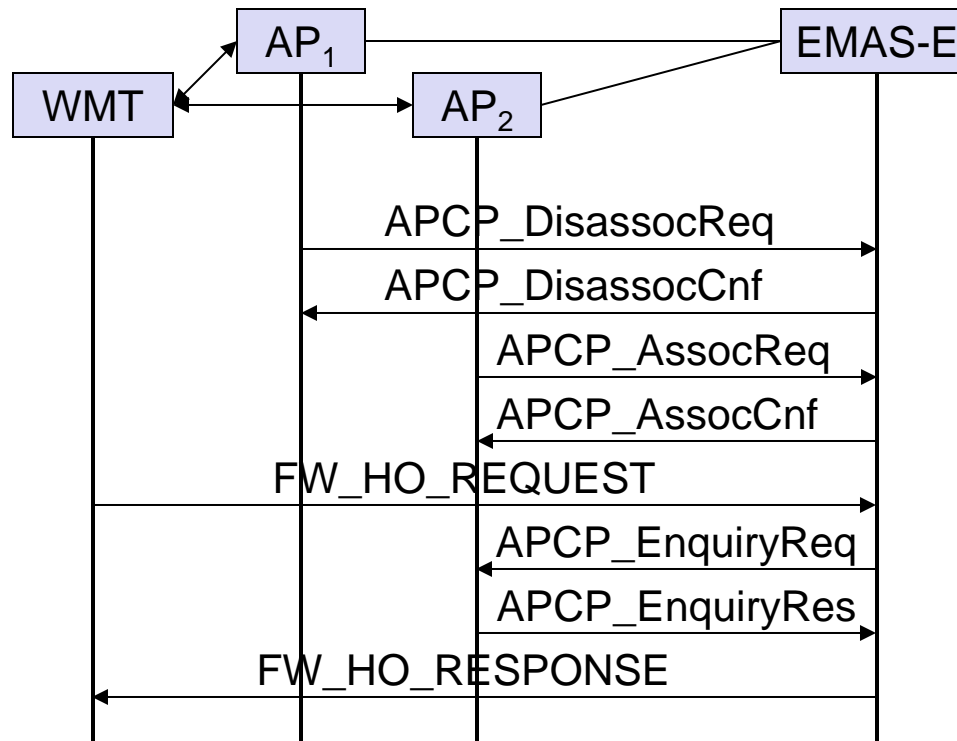 AP₁
EMAS-E
WMT
AP₂
APCP_DisassocReq
APCP_DisassocCnf
APCP_AssocReq
APCP_AssocCnf
FW_HO_REQUEST
APCP_EnquiryReq
APCP_EnquiryRes
FW_HO_RESPONSE